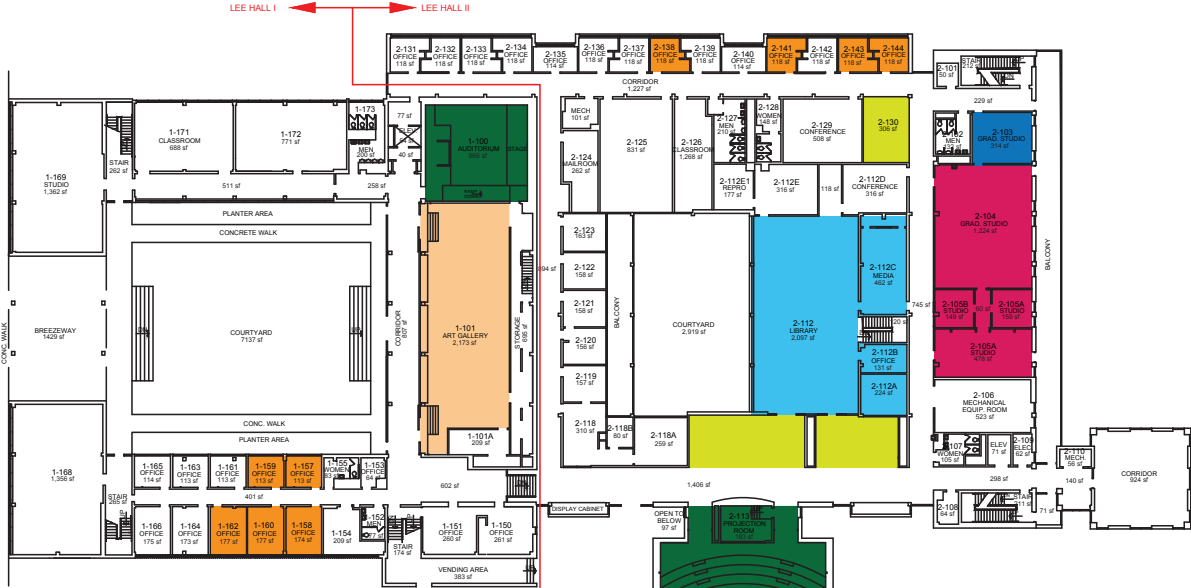 LEE HALL I
LEE HALL II
2-131
OFFICE
118 sf
2-132
OFFICE
118 sf
2-133
OFFICE
118 sf
2-134
OFFICE
118 sf
2-135
OFFICE
114 sf
2-136
OFFICE
118 sf
2-137
OFFICE
118 sf
2-138
OFFICE
118 sf
2-139
OFFICE
118 sf
2-140
OFFICE
114 sf
2-141
OFFICE
118 sf
2-142
OFFICE
118 sf
2-143
OFFICE
118 sf
2-144
OFFICE
118 sf
CORRIDOR
1,227 sf
2-101
50 sf
STAIR
212 sf
229 sf
1-169
STUDIO
1,362 sf
STAIR
262 sf
1-171
CLASSROOM
688 sf
1-172
771 sf
1-173
MEN
200 sf
77 sf
ELEV
40 sf
511 sf
258 sf
1-100
AUDITORIUM
STAGE
MECH
101 sf
2-124
MAILROOM
262 sf
2-125
831 sf
2-126
CLASSROOM
1,268 sf
2-127
MEN
210 sf
2-128
WOMEN
148 sf
2-129
CONFERENCE
508 sf
2-130
306 sf
2-112E1
REPRO
177 sf
2-112E
316 sf
118 sf
2-112D
CONFERENCE
316 sf
MEN
2-103
GRAD. STUDIO
314 sf
2-104
GRAD. STUDIO
1,224 sf
BALCONY
PLANTER AREA
CONCRETE WALK
COURTYARD
7137 sf
CONC. WALK
PLANTER AREA
CONC. WALK
BREEZEWAY
1429 sf
CORRIDOR
807 sf
1-101
ART GALLERY
2,173 sf
STORAGE
695 sf
1-101A
209 sf
2-123
163 sf
2-122
158 sf
2-121
158 sf
2-120
156 sf
2-119
157 sf
2-118
310 sf
2-118B
80 sf
2-118A
259 sf
BALCONY
COURTYARD
2,919 sf
2-112
LIBRARY
2,097 sf
2-112C
MEDIA
462 sf
745 sf
2-112B
OFFICE
131 sf
2-112A
224 sf
2-105B
STUDIO
2-105A
STUDIO
2-105A
STUDIO
478 sf
2-106
MECHANICAL
EQUIP. ROOM
523 sf
WOMEN
105 sf
ELEV
71 sf
2-109
ELEC
62 sf
298 sf
2-110
MECH.
56 sf
140 sf
CORRIDOR
924 sf
2-108
64 sf
STAIR
71 sf
1-168
1,356 sf
STAIR
265 sf
1-165
OFFICE
114 sf
1-163
OFFICE
113 sf
1-161
OFFICE
113 sf
1-159
OFFICE
113 sf
1-157
OFFICE
113 sf
1-155
WOMEN
83 sf
1-153
OFFICE
64 sf
401 sf
602 sf
1-166
OFFICE
175 sf
1-164
OFFICE
173 sf
1-162
OFFICE
177 sf
1-160
OFFICE
177 sf
1-158
OFFICE
174 sf
1-154
209 sf
1-152
MEN
77 sf
STAIR
174 sf
1-151
OFFICE
260 sf
1-150
OFFICE
261 sf
VENDING AREA
383 sf
1,406 sf
DISPLAY CABINET
OPEN TO
BELOW
97 sf
2-113
PROJECTION
ROOM